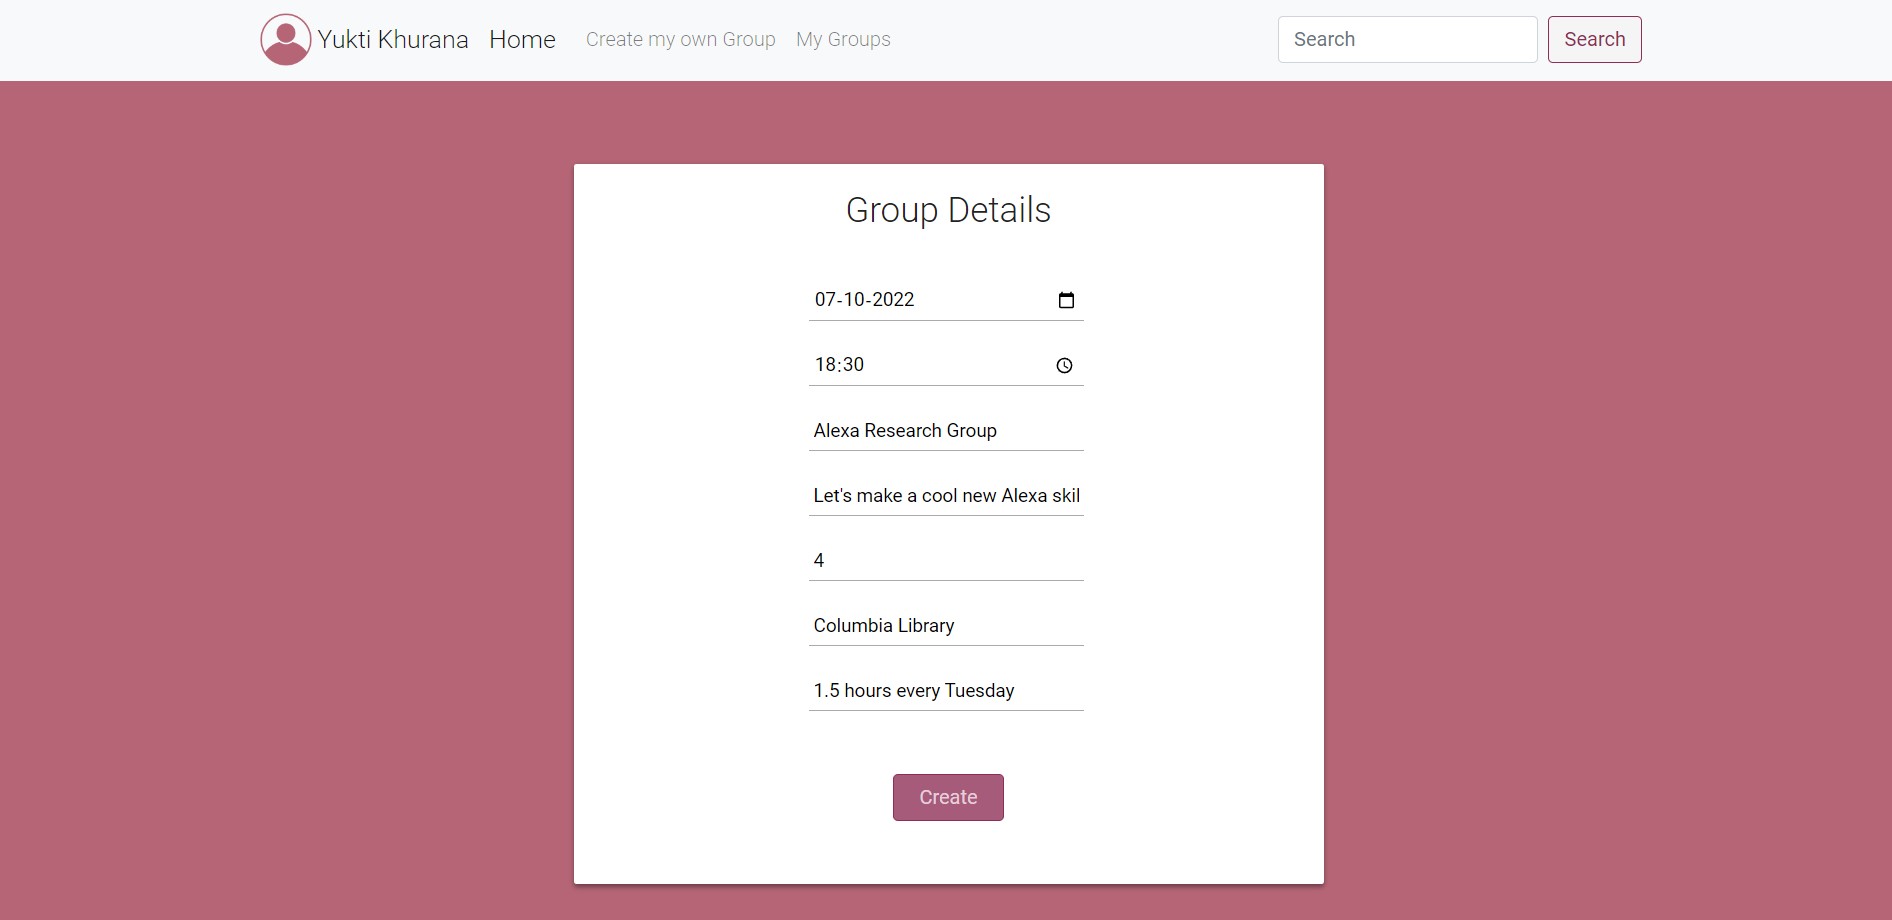 Yukti Khurana Home Create my own Group My Groups Search Search
Group Details
07-10-2022
18:30
Alexa Research Group
Let's make a cool new Alexa skil
4
Columbia Library
1.5 hours every Tuesday
Create